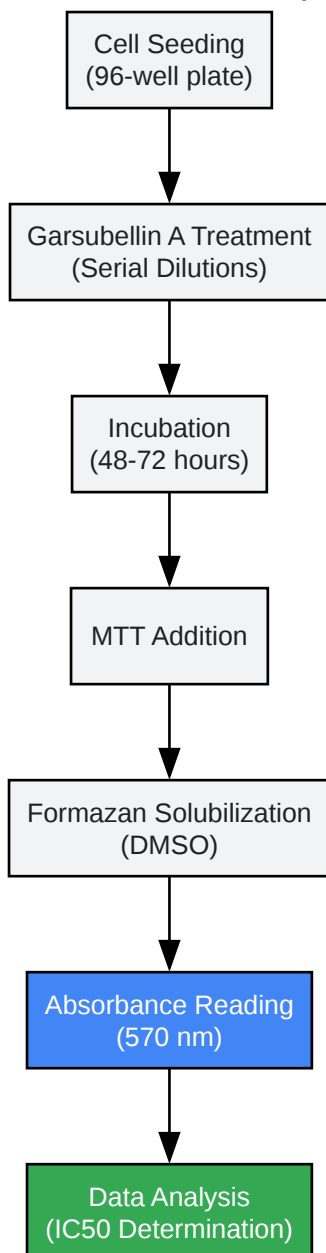 Cell Seeding
(96-well plate)
Garsubellin A Treatment
(Serial Dilutions)
Incubation
(48-72 hours)
MTT Addition
Formazan Solubilization
(DMSO)
Absorbance Reading
(570 nm)
Data Analysis
(IC50 Determination)